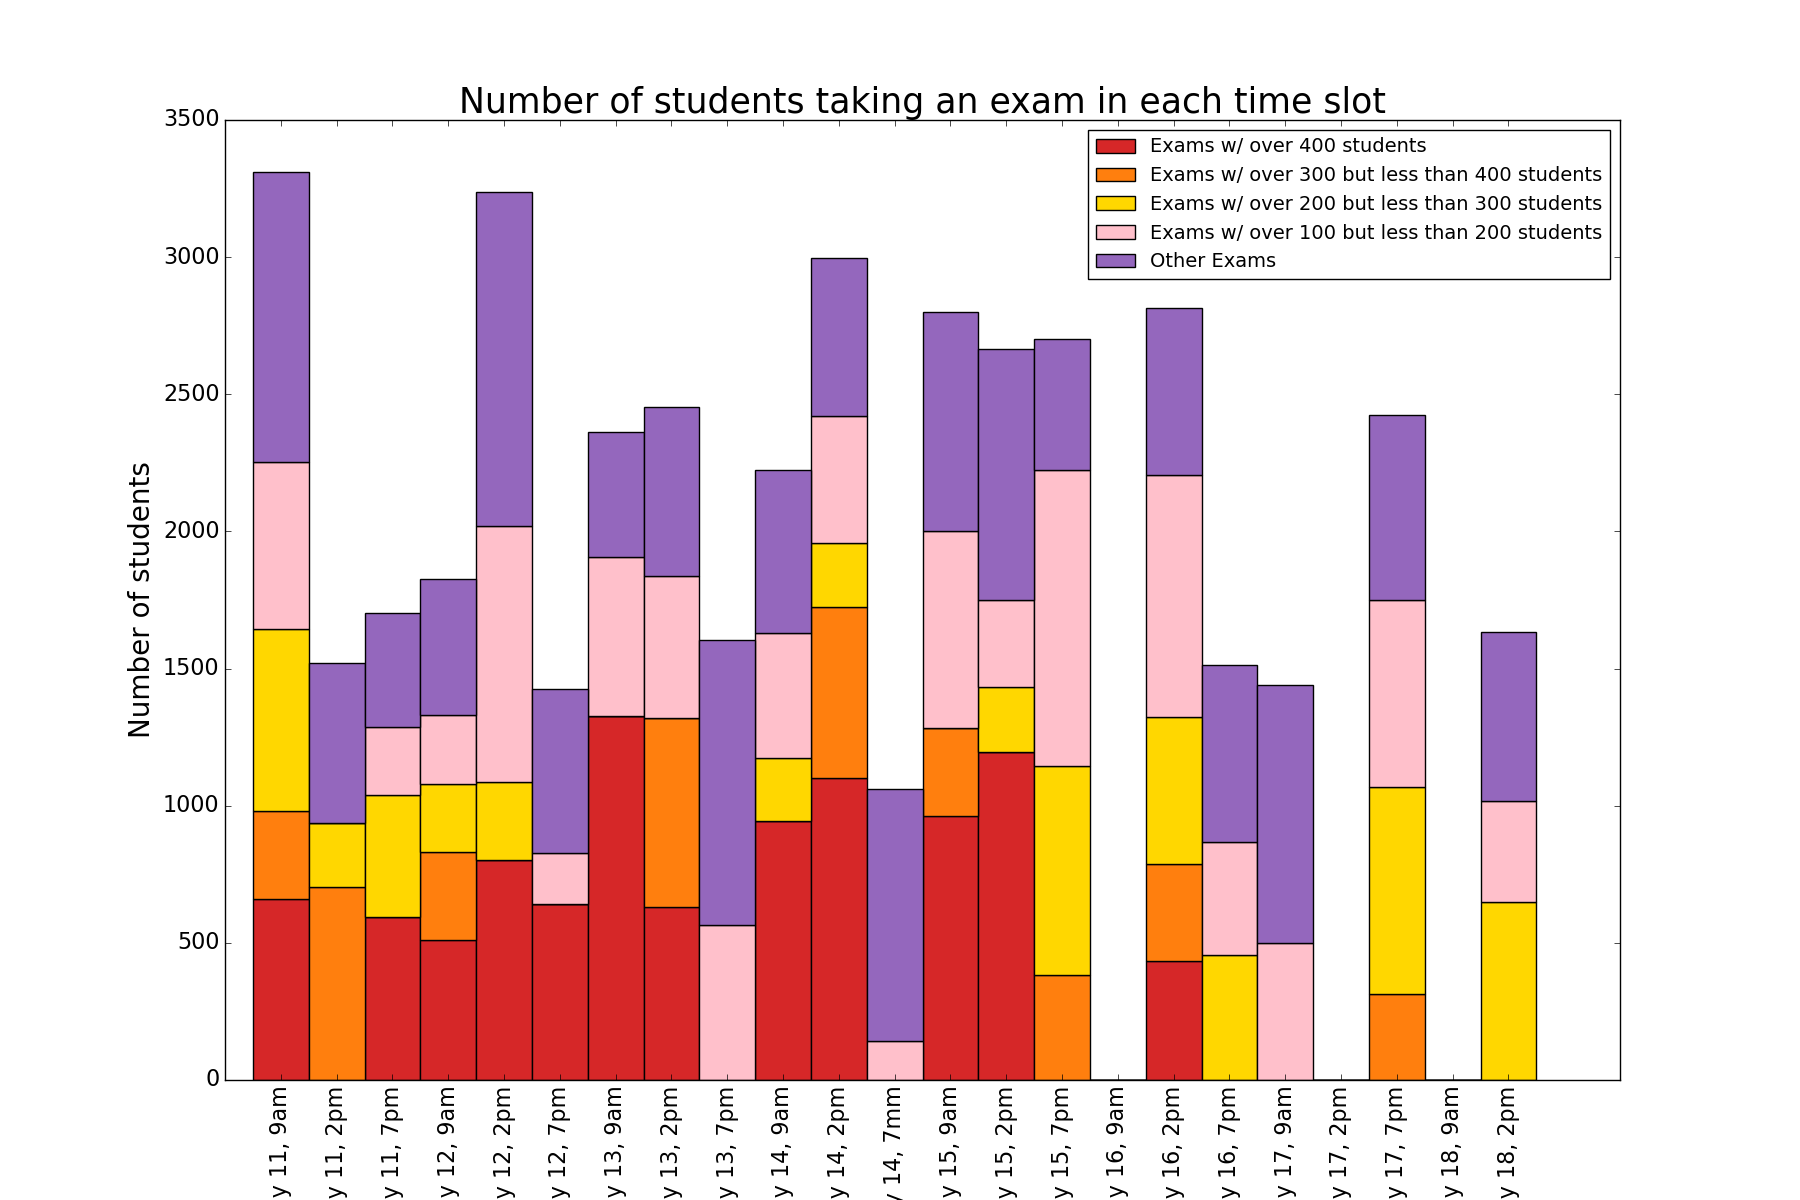 Number of students taking an exam in each time slot
Exams w/ over 400 students
Exams w/ over 300 but less than 400 students
Exams w/ over 200 but less than 300 students
Exams w/ over 100 but less than 200 students
Other Exams
Number of students
3500
3000
2500
2000
1500
1000
500
0
y 11, 9am
y 11, 2pm
y 11, 7pm
y 12, 9am
y 12, 2pm
y 12, 7pm
y 13, 9am
y 13, 2pm
y 13, 7pm
y 14, 9am
y 14, 2pm
y 14, 7mm
y 15, 9am
y 15, 2pm
y 15, 7pm
y 16, 9am
y 16, 2pm
y 16, 7pm
y 17, 9am
y 17, 2pm
y 17, 7pm
y 18, 9am
y 18, 2pm